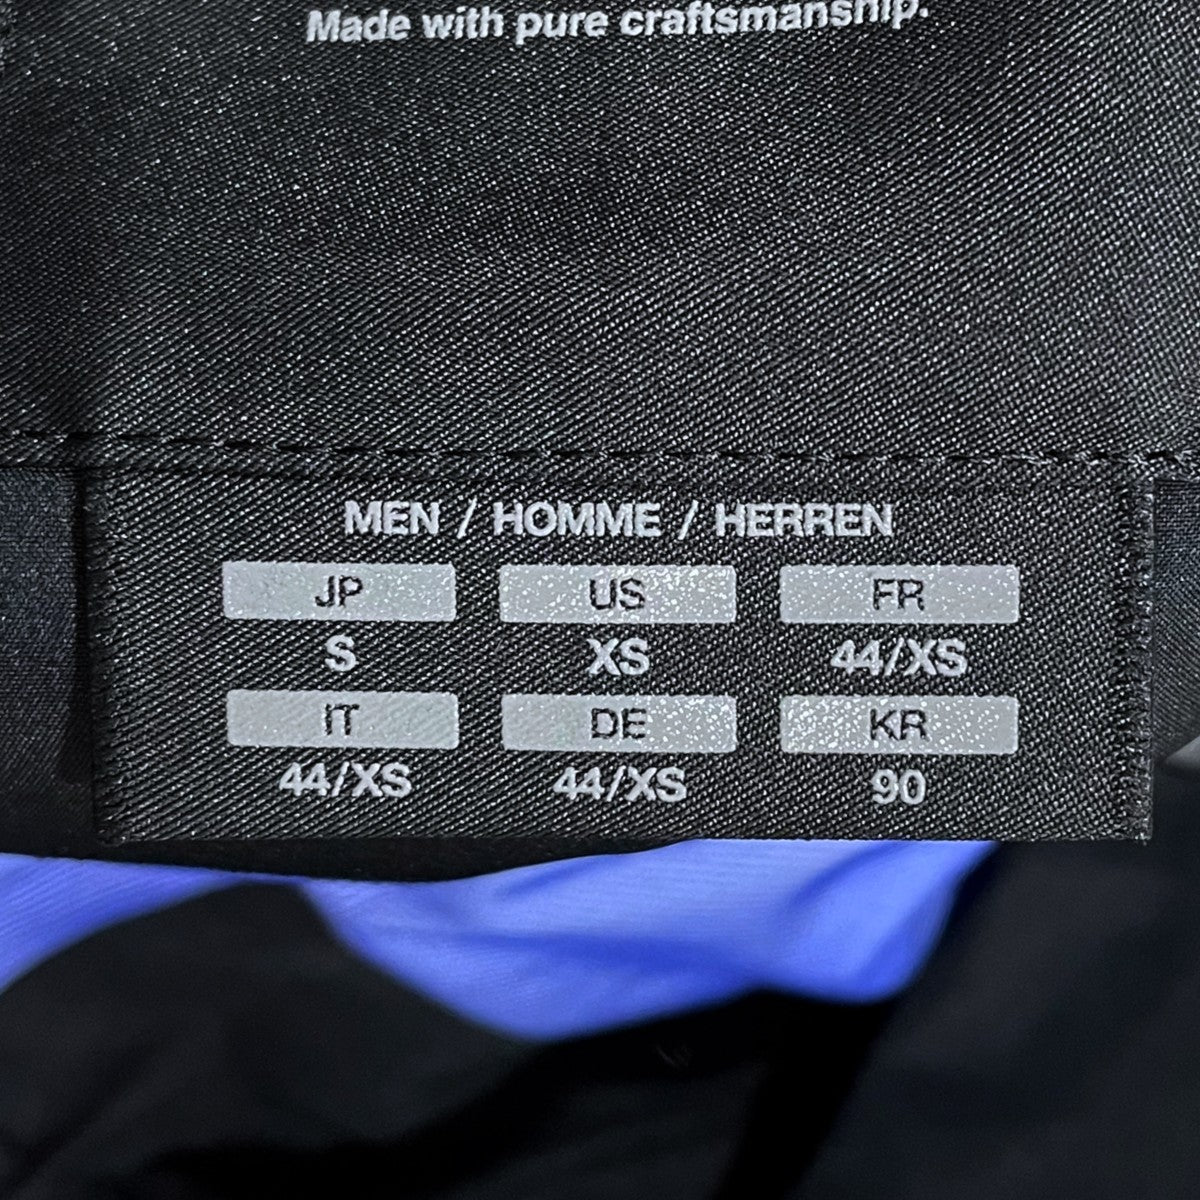 Made with pure craftsmanship.
MEN / HOMME / HERREN
JP US FR
S XS 44/XS
IT DE KR
44/XS 44/XS 90